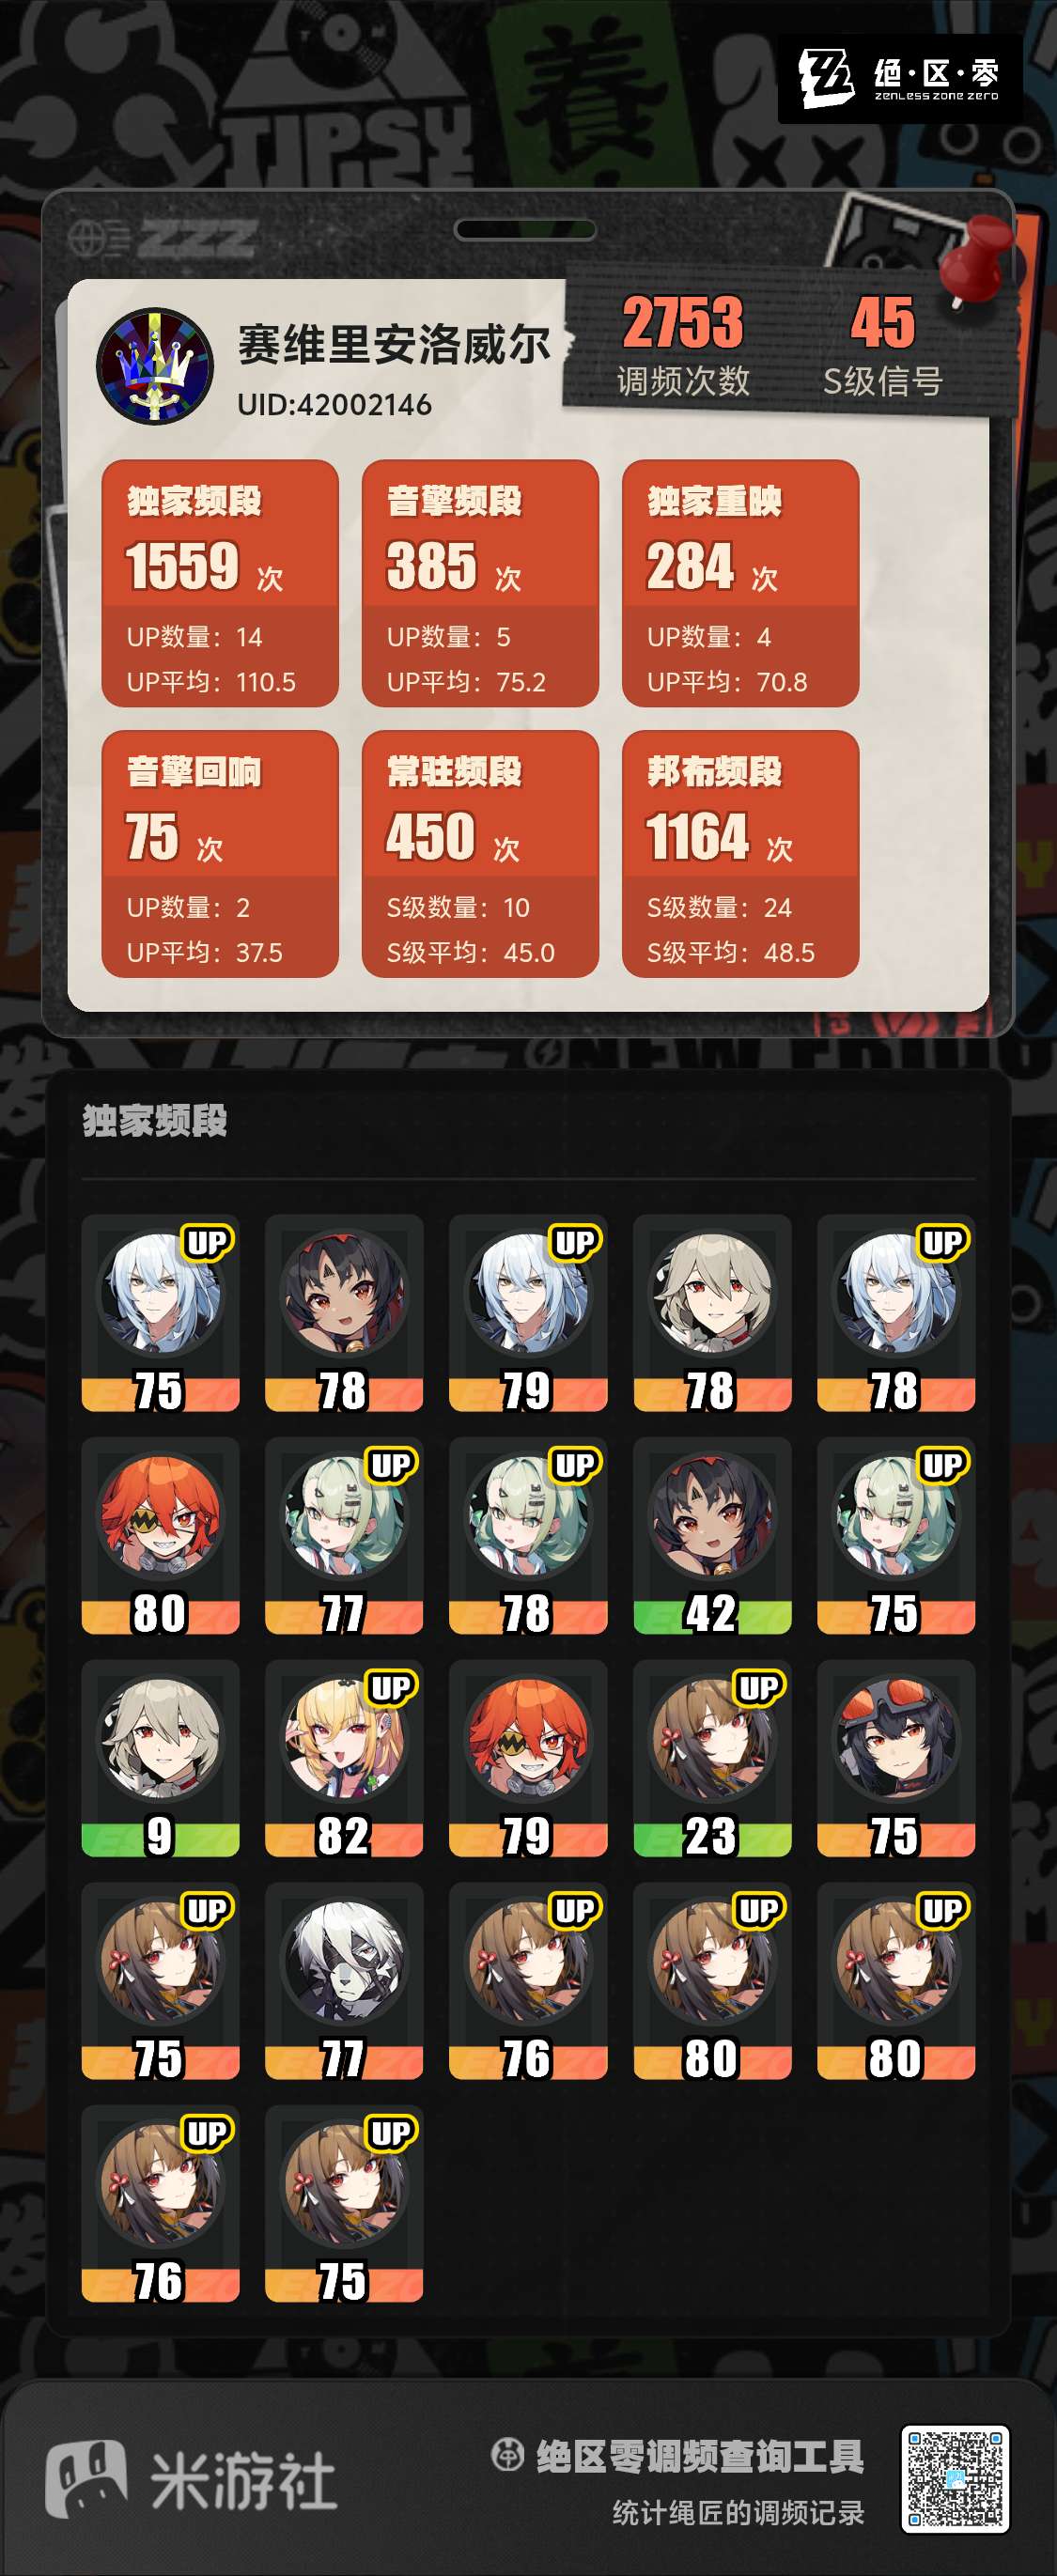 TIPSY
養
绝·区·零
ZENLESS ZONE ZERO
ZZZ
赛维里安洛威尔
UID:42002146
2753
调频次数
45
S级信号
独家频段
1559 次
UP数量：14
UP平均：110.5
音擎频段
385 次
UP数量：5
UP平均：75.2
独家重映
284 次
UP数量：4
UP平均：70.8
音擎回响
75 次
UP数量：2
UP平均：37.5
常驻频段
450 次
S级数量：10
S级平均：45.0
邦布频段
1164 次
S级数量：24
S级平均：48.5
独家频段
UP UP UP
75 78 79 78 78
UP UP UP
80 77 78 42 75
UP UP
9 82 79 23 75
UP UP UP UP
75 77 76 80 80
UP UP
76 75
米游社
绝区零调频查询工具
统计绳匠的调频记录